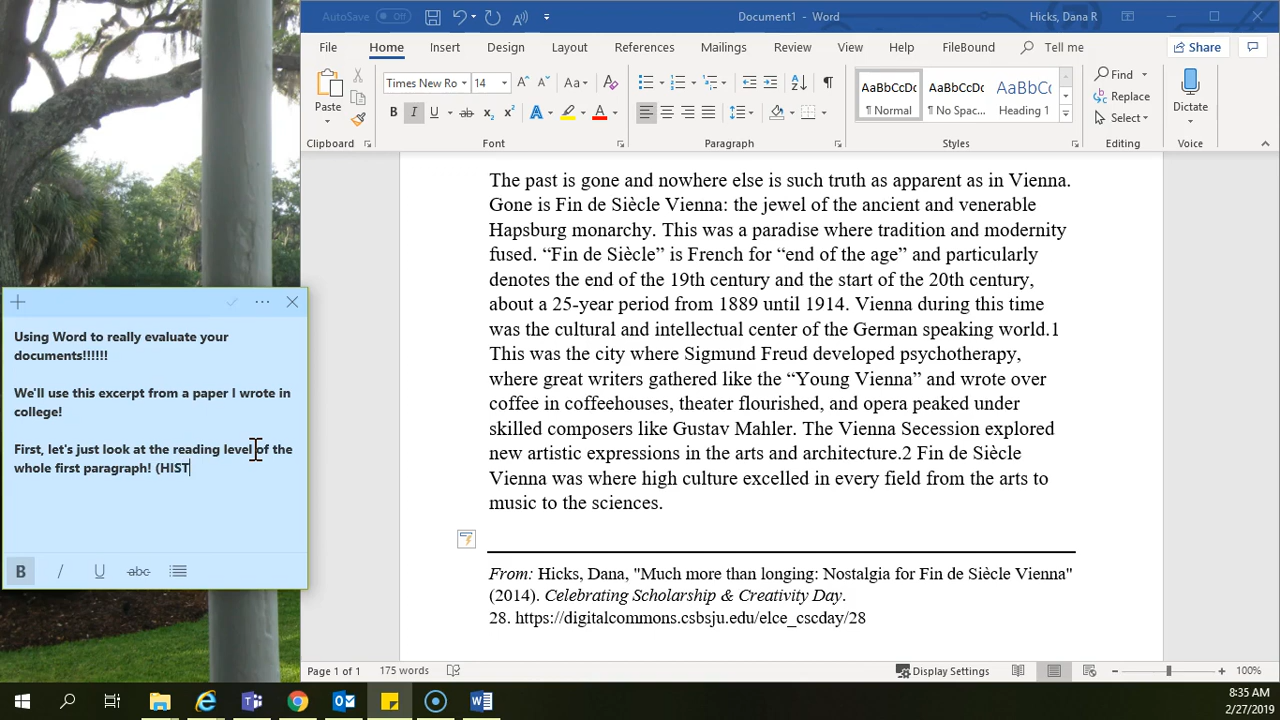 AutoSave Off
Document1 - Word
Hicks, Dana R
File Home Insert Design Layout References Mailings Review View Help FileBound Tell me Share
Times New Ro 14 Aa A
Paste
B I U ab x₂ x² A A
AaBbCcDc AaBbCcDc AaBbC
¶ Normal ¶ No Spac... Heading 1
Find
Replace
Select
Dictate
Clipboard Font Paragraph Styles Editing Voice
The past is gone and nowhere else is such truth as apparent as in Vienna.
Gone is Fin de Siècle Vienna: the jewel of the ancient and venerable
Hapsburg monarchy. This was a paradise where tradition and modernity
fused. “Fin de Siècle” is French for “end of the age” and particularly
denotes the end of the 19th century and the start of the 20th century,
about a 25-year period from 1889 until 1914. Vienna during this time
was the cultural and intellectual center of the German speaking world.1
This was the city where Sigmund Freud developed psychotherapy,
where great writers gathered like the “Young Vienna” and wrote over
coffee in coffeehouses, theater flourished, and opera peaked under
skilled composers like Gustav Mahler. The Vienna Secession explored
new artistic expressions in the arts and architecture.2 Fin de Siècle
Vienna was where high culture excelled in every field from the arts to
music to the sciences.
From: Hicks, Dana, "Much more than longing: Nostalgia for Fin de Siècle Vienna"
(2014). Celebrating Scholarship & Creativity Day.
28. https://digitalcommons.csbsju.edu/elce_cscday/28
Using Word to really evaluate your
documents!!!!!!
We'll use this excerpt from a paper I wrote in
college!
First, let's just look at the reading level of the
whole first paragraph! (HIST
B / U abc
Page 1 of 1 175 words Display Settings 100%
8:35 AM
2/27/2019